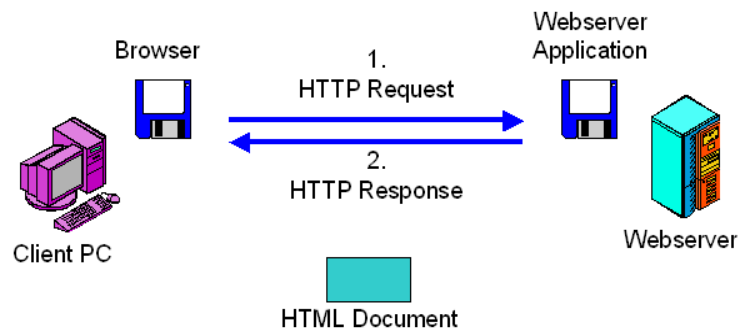 Browser
Webserver
Application
1.
HTTP Request
2.
HTTP Response
Client PC
Webserver
HTML Document